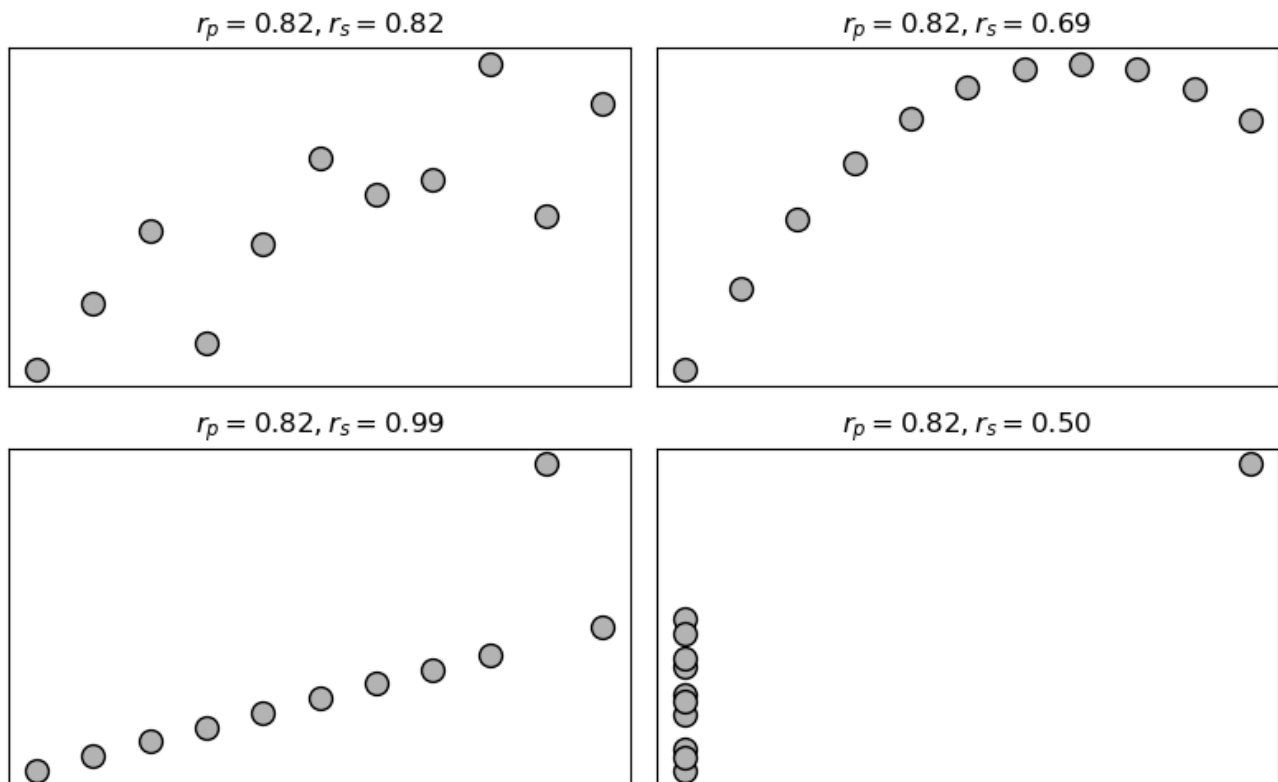 r_p = 0.82, r_s = 0.82
r_p = 0.82, r_s = 0.69
r_p = 0.82, r_s = 0.99
r_p = 0.82, r_s = 0.50